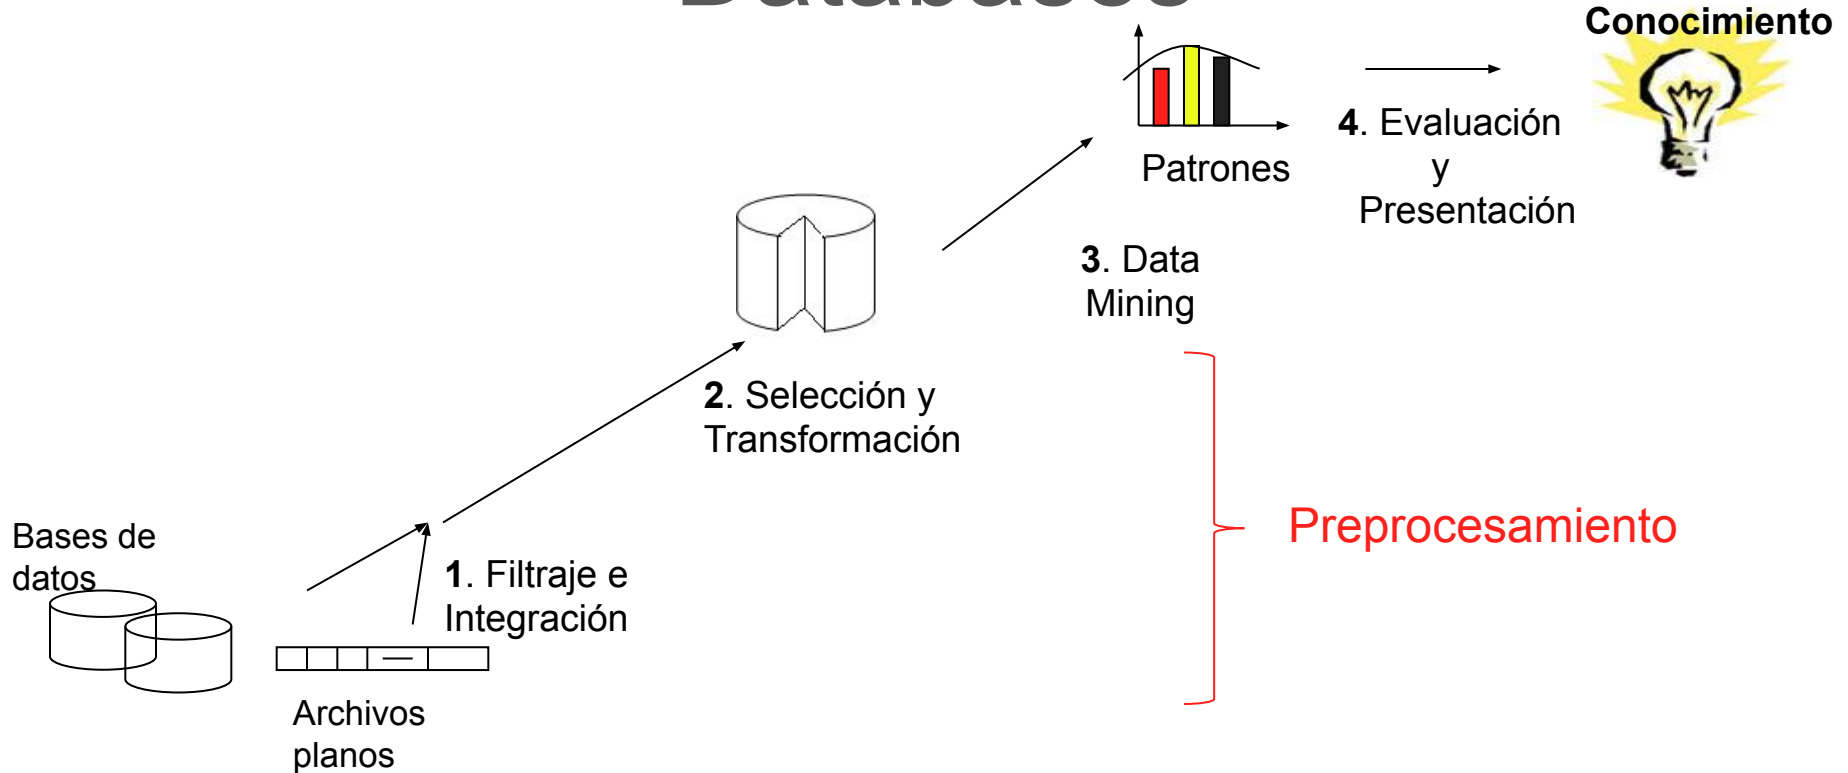 Databases
Conocimiento
4. Evaluación
y
Presentación
Patrones
3. Data
Mining
2. Selección y
Transformación
Preprocesamiento
Bases de
datos
1. Filtraje e
Integración
Archivos
planos